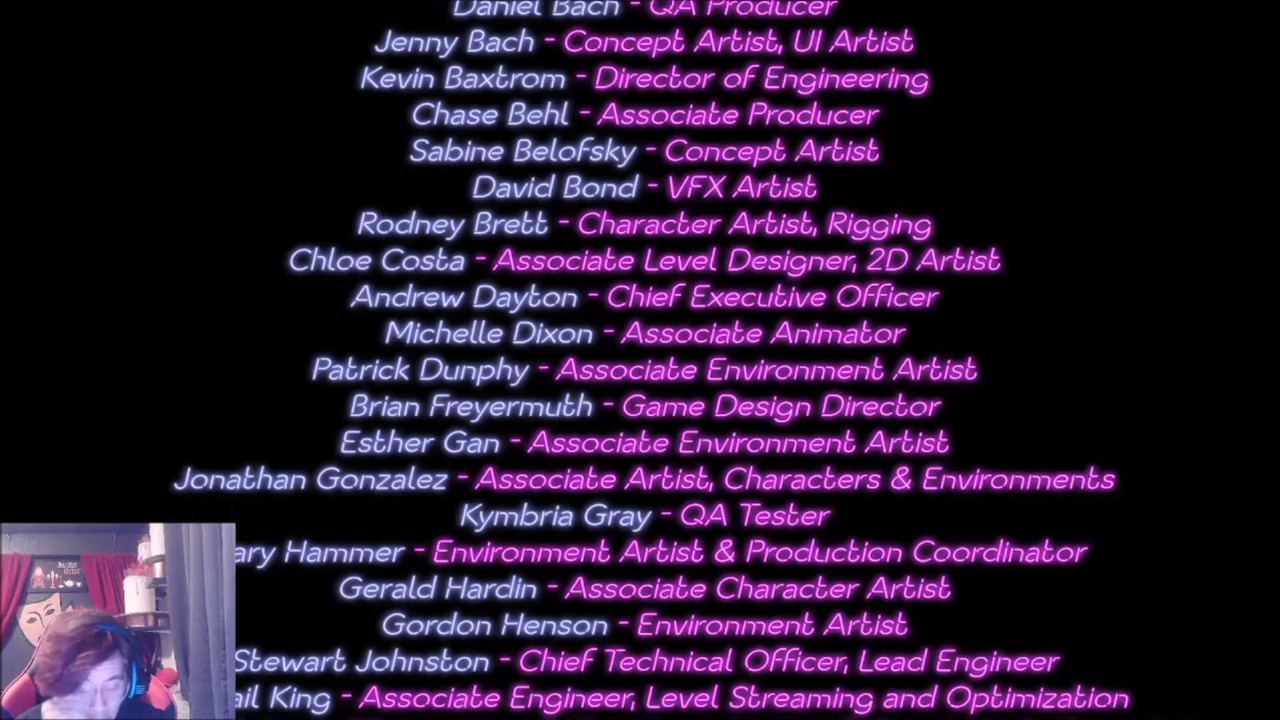 Daniel Bach - QA Producer
Jenny Bach - Concept Artist, UI Artist
Kevin Baxtrom - Director of Engineering
Chase Behl - Associate Producer
Sabine Belofsky - Concept Artist
David Bond - VFX Artist
Rodney Brett - Character Artist, Rigging
Chloe Costa - Associate Level Designer, 2D Artist
Andrew Dayton - Chief Executive Officer
Michelle Dixon - Associate Animator
Patrick Dunphy - Associate Environment Artist
Brian Freyermuth - Game Design Director
Esther Gan - Associate Environment Artist
Jonathan Gonzalez - Associate Artist, Characters & Environments
Kymbria Gray - QA Tester
Hammer - Environment Artist & Production Coordinator
Gerald Hardin - Associate Character Artist
Gordon Henson - Environment Artist
Stewart Johnston - Chief Technical Officer, Lead Engineer
King - Associate Engineer, Level Streaming and Optimization